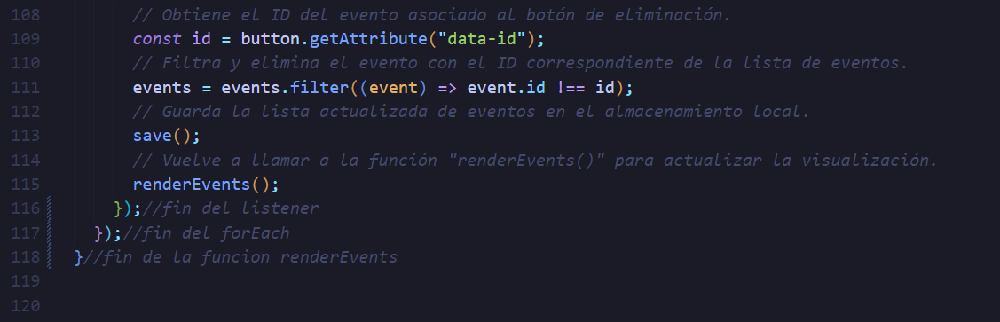 108 // Obtiene el ID del evento asociado al botón de eliminación.
109 const id = button.getAttribute("data-id");
110 // Filtra y elimina el evento con el ID correspondiente de la lista de eventos.
111 events = events.filter((event) => event.id !== id);
112 // Guarda la lista actualizada de eventos en el almacenamiento local.
113 save();
114 // Vuelve a llamar a la función "renderEvents()" para actualizar la visualización.
115 renderEvents();
116 });//fin del listener
117 });//fin del forEach
118 }//fin de la funcion renderEvents
119
120